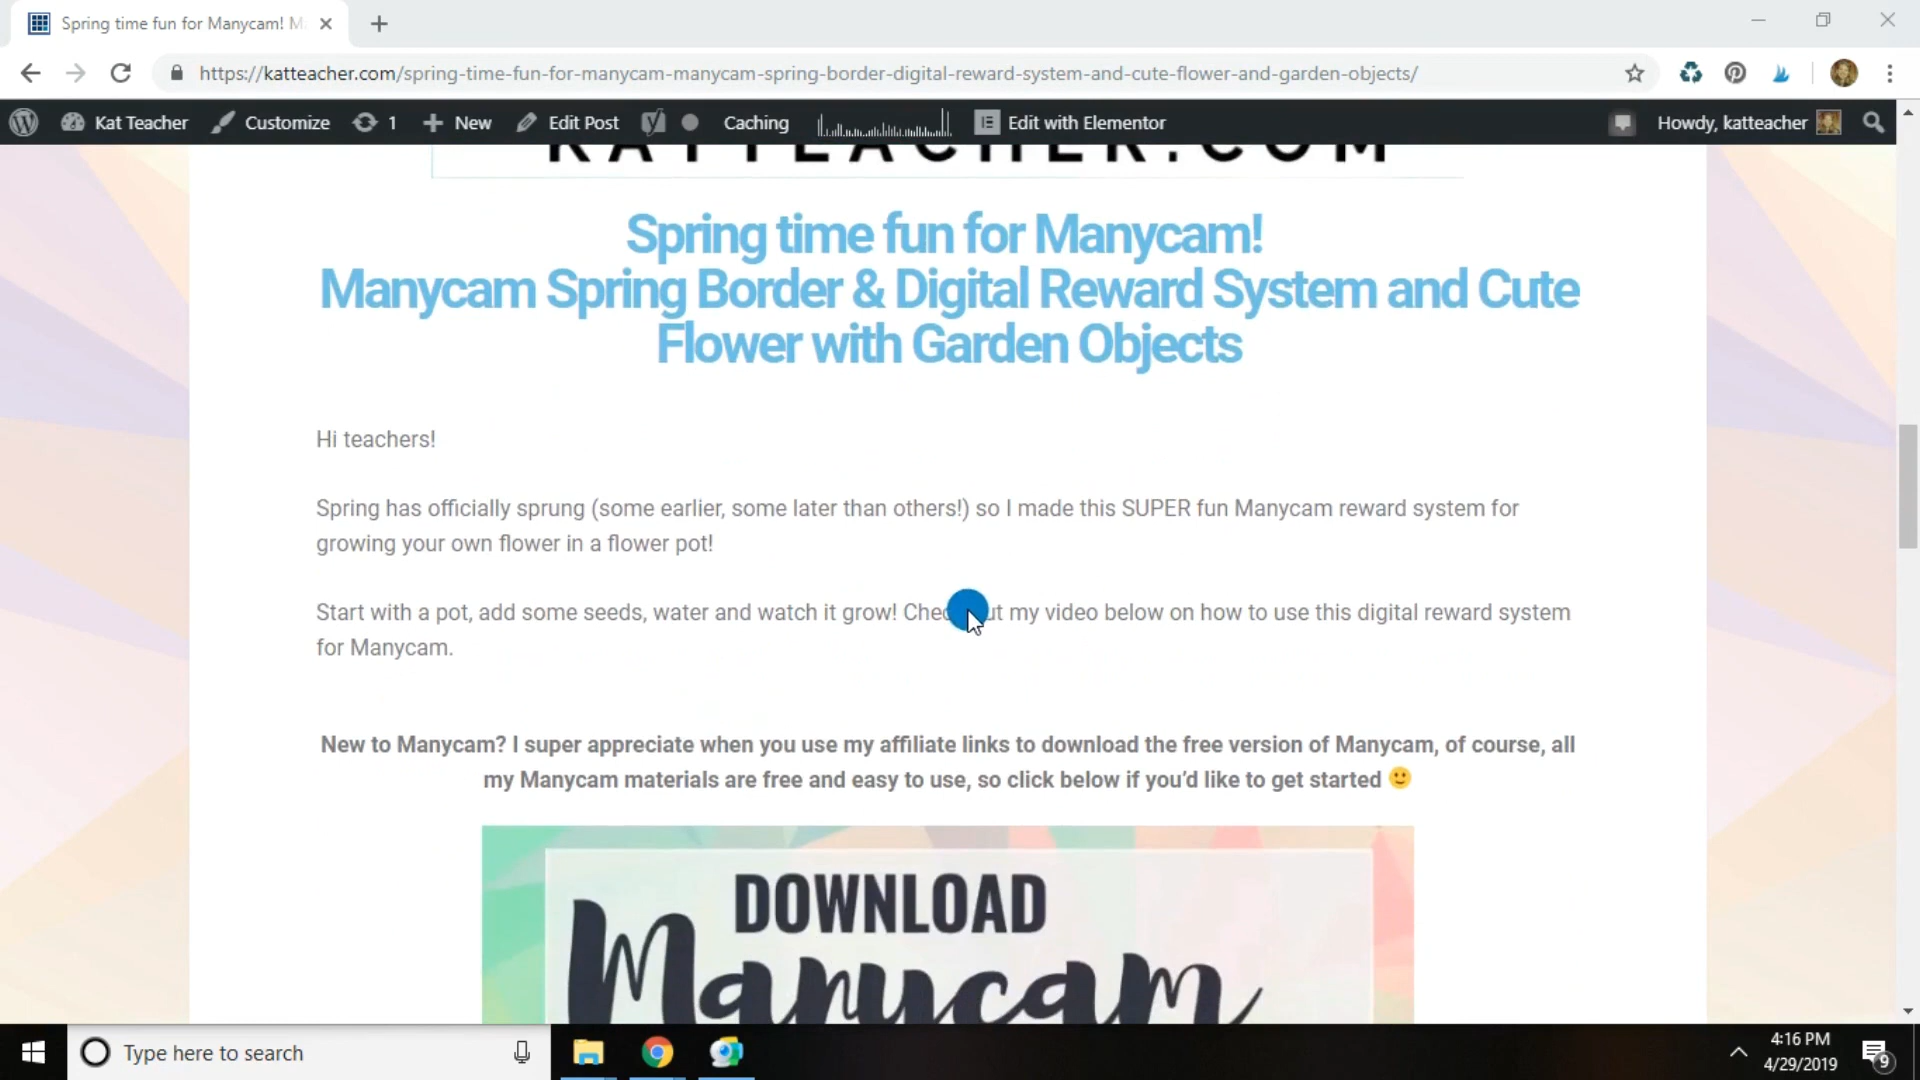 Spring time fun for Manycam! M
https://katteacher.com/spring-time-fun-for-manycam-manycam-spring-border-digital-reward-system-and-cute-flower-and-garden-objects/
Kat Teacher Customize 1 New Edit Post Caching Edit with Elementor Howdy, katteacher
KATTEACHER.COM
Spring time fun for Manycam!
Manycam Spring Border & Digital Reward System and Cute
Flower with Garden Objects
Hi teachers!
Spring has officially sprung (some earlier, some later than others!) so I made this SUPER fun Manycam reward system for
growing your own flower in a flower pot!
Start with a pot, add some seeds, water and watch it grow! my video below on how to use this digital reward system
for Manycam.
New to Manycam? I super appreciate when you use my affiliate links to download the free version of Manycam, of course, all
my Manycam materials are free and easy to use, so click below if you’d like to get started
DOWNLOAD
Manycam
Type here to search
4:16 PM
4/29/2019
9